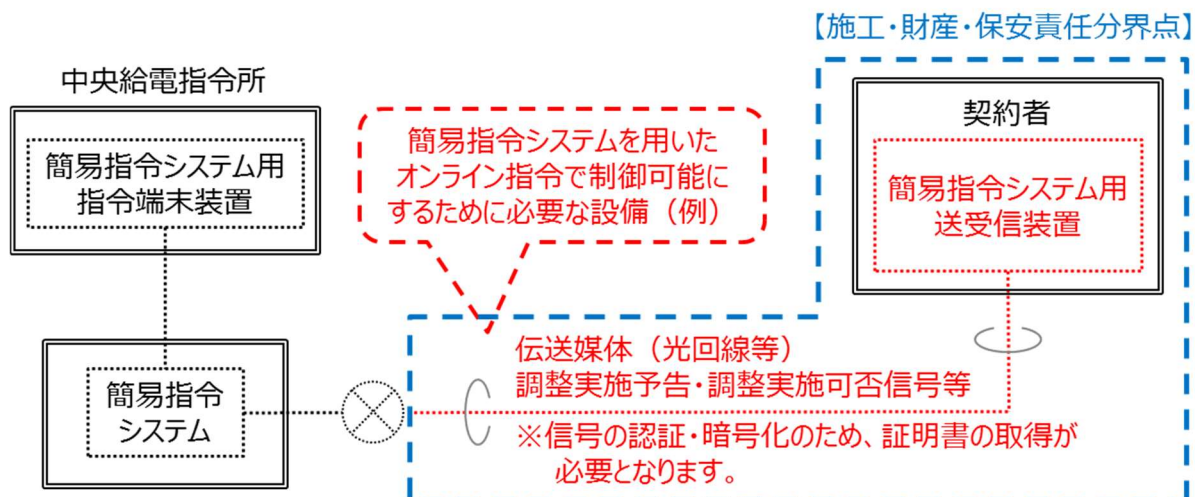 【施工・財産・保安責任分界点】
中央給電指令所
簡易指令システム用
指令端末装置
簡易指令システムを用いた
オンライン指令で制御可能に
するために必要な設備（例）
契約者
簡易指令システム用
送受信装置
簡易指令
システム
伝送媒体（光回線等）
調整実施予告・調整実施可否信号等
※信号の認証・暗号化のため、証明書の取得が
必要となります。